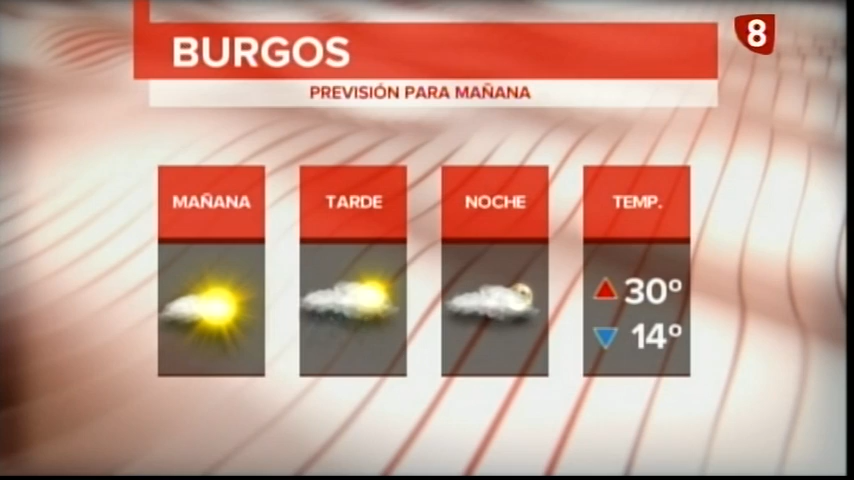 BURGOS
8
PREVISIÓN PARA MAÑANA
MAÑANA
TARDE
NOCHE
TEMP.
30º
14º